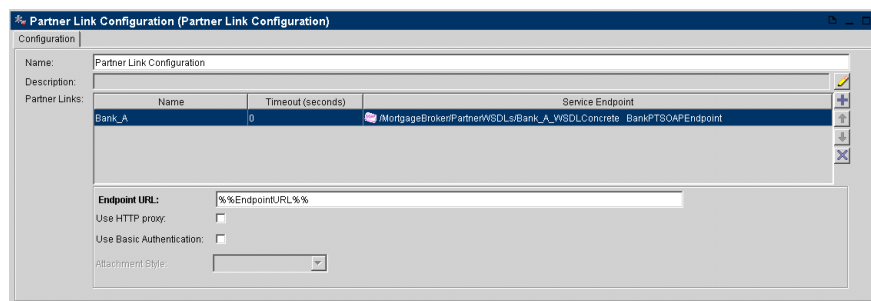 Partner Link Configuration (Partner Link Configuration)
Configuration
Name: Partner Link Configuration
Description:
Partner Links: Name Timeout (seconds) Service Endpoint
Bank_A 0 /MortgageBroker/PartnerWSDLs/Bank_A_WSDLConcrete BankPTSOAPEndpoint
Endpoint URL: %%EndpointURL%%
Use HTTP proxy:
Use Basic Authentication:
Attachment Style: